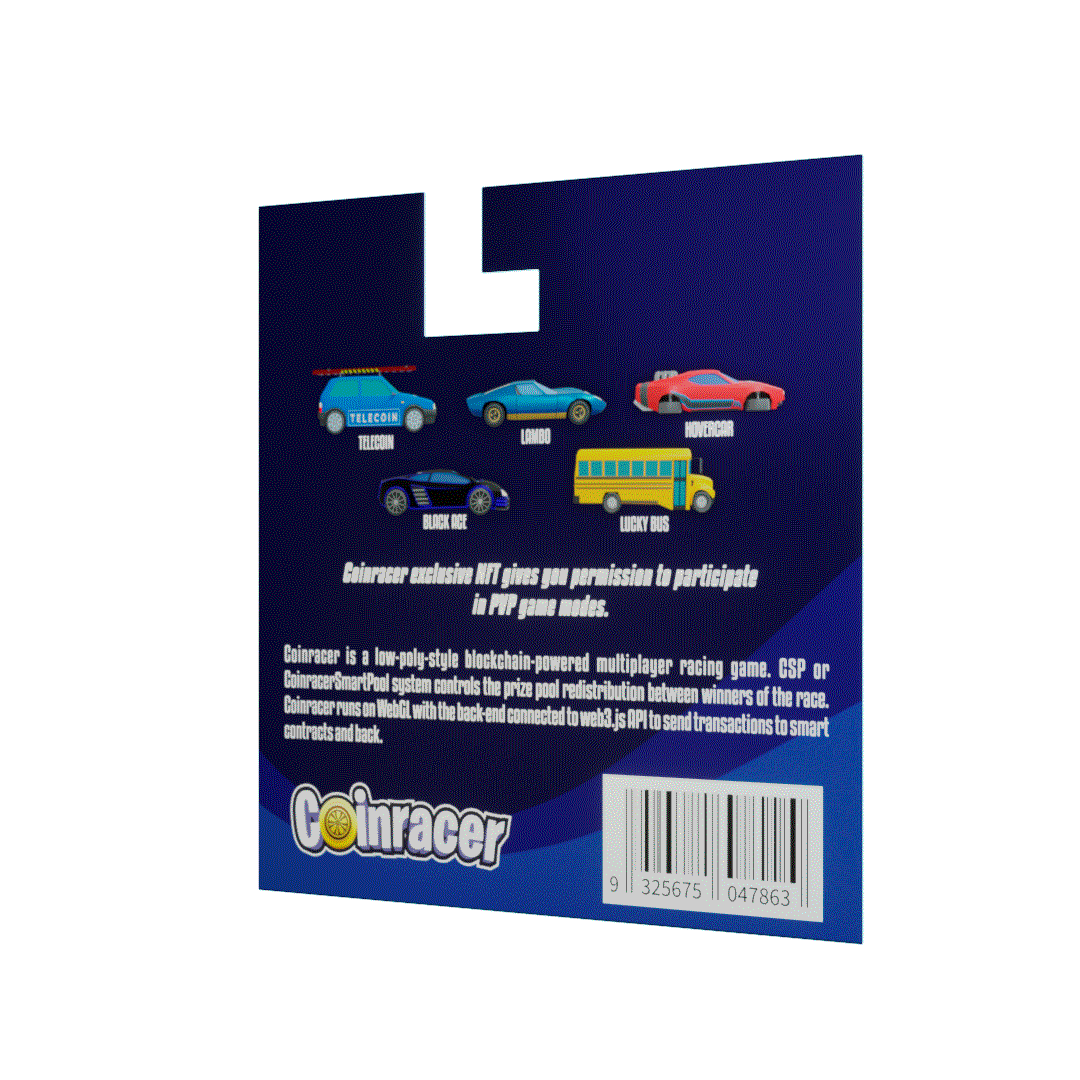 TELECOIN
TELECOIN
LAMBO
HOVERCAR
BLACK ACE
LUCKY BUS
Coinracer exclusive NFT gives you permission to participate
in PVP game modes.
Coinracer is a low-poly-style blockchain-powered multiplayer racing game. CSP or
CoinracerSmartPool system controls the prize pool redistribution between winners of the race.
Coinracer runs on WebGL with the back-end connected to web3.js API to send transactions to smart
contracts and back.
Coinracer
9 325675 047863